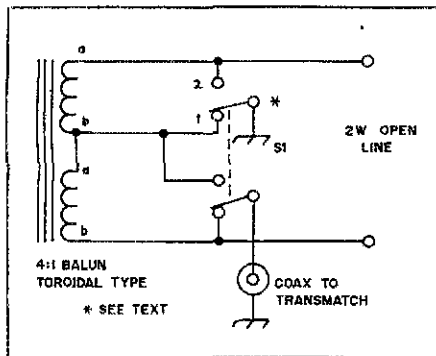 a
2
1
*
b
S1
2W OPEN
LINE
a
b
4:1 BALUN
TOROIDAL TYPE
* SEE TEXT
COAX TO
TRANSMATCH